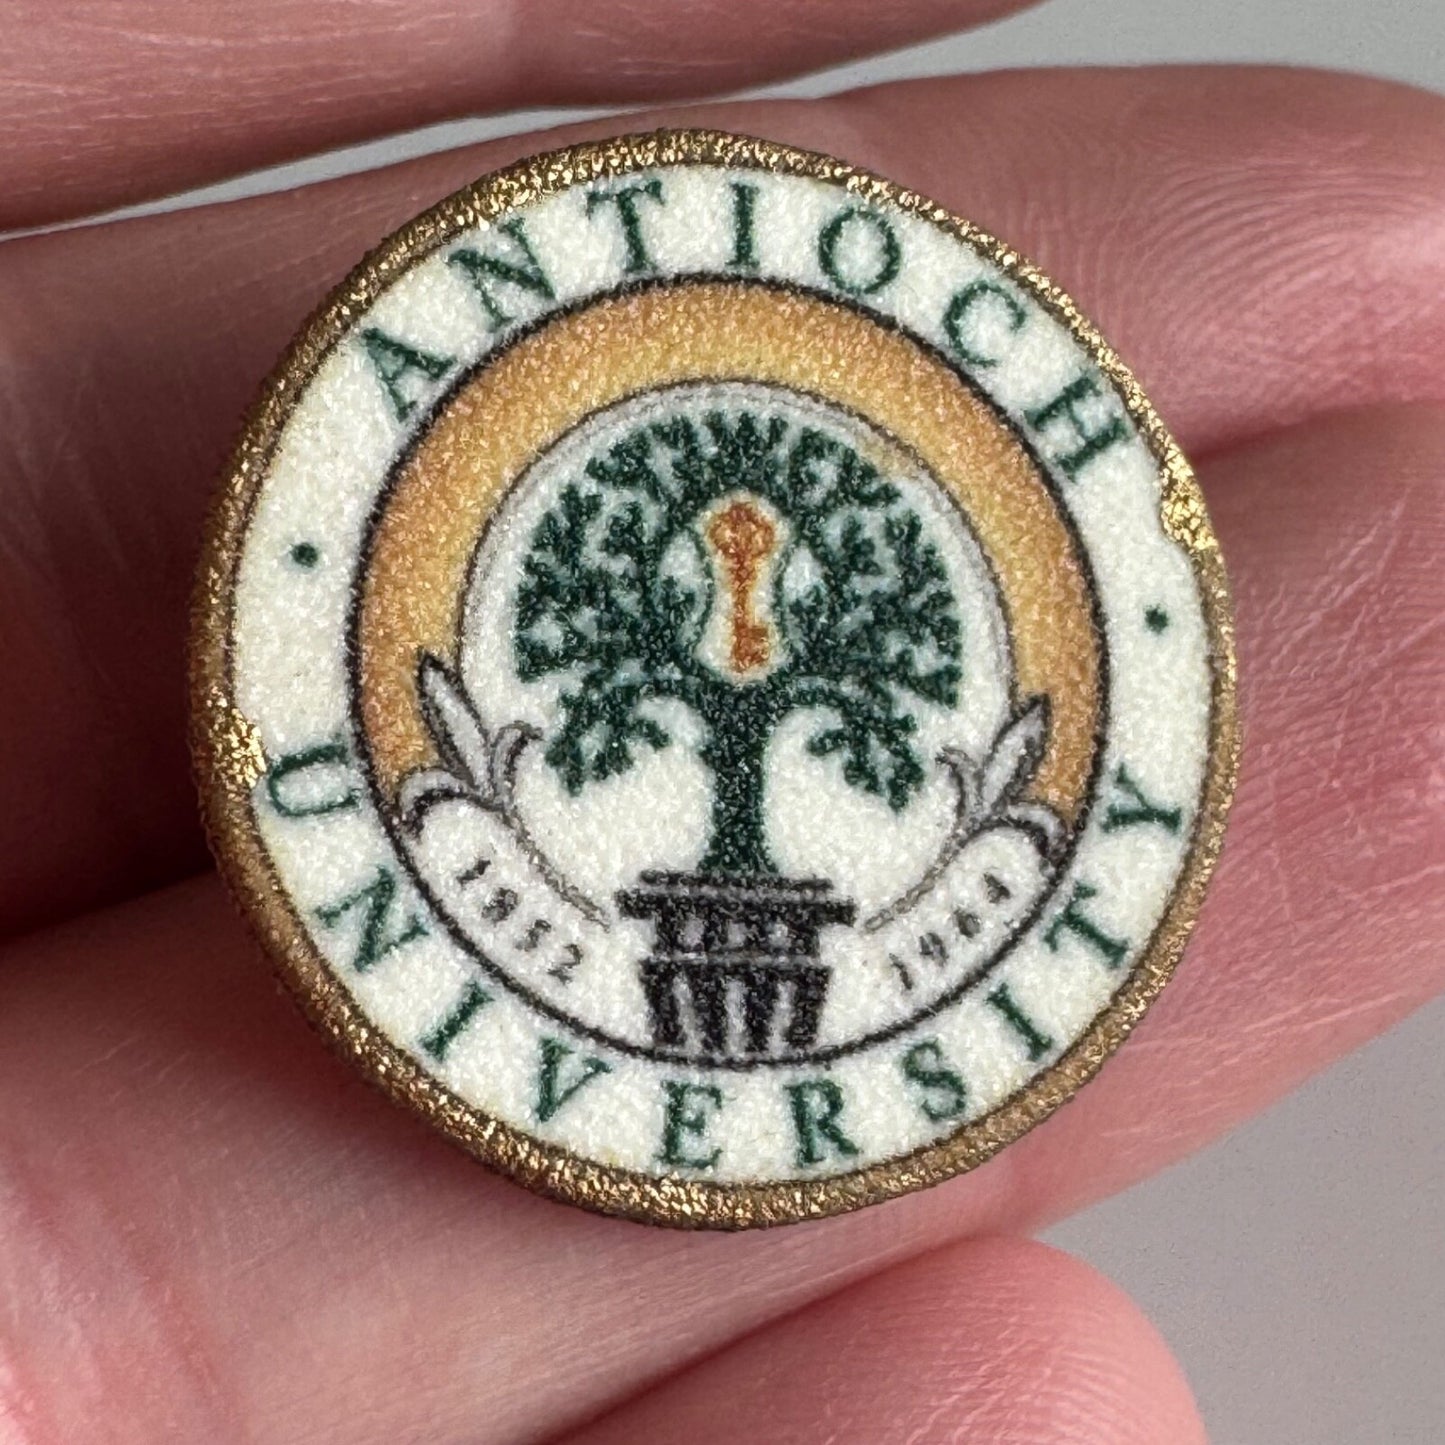 · ANTIOCH ·
UNIVERSITY
1852
1964